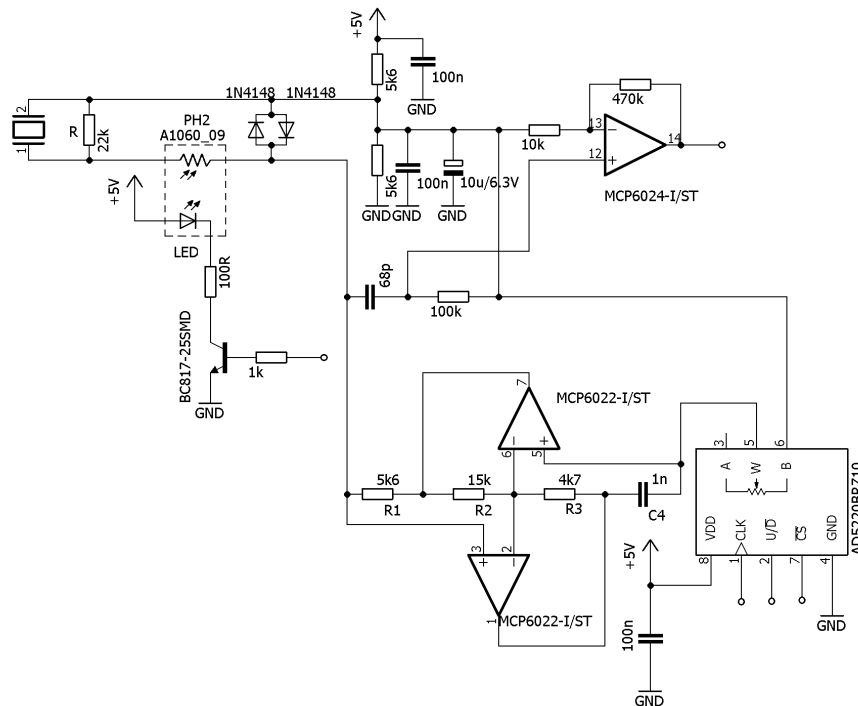 +5V
5k6
100n
GND
1N4148 1N4148
470k
PH2
A1060_09
2
1
R
22k
13
14
12
10k
MCP6024-I/ST
5k6
100n
10u/6.3V
GND
GND
GND
+5V
LED
68p
100k
100R
BC817-25SMD
1k
GND
7
MCP6022-I/ST
6
5
3
5
6
A
W
B
5k6
15k
4k7
1n
R1
R2
R3
C4
VDD
CLK
U/D
CS
GND
8
1
2
7
4
+5V
3
2
1
MCP6022-I/ST
100n
GND
GND